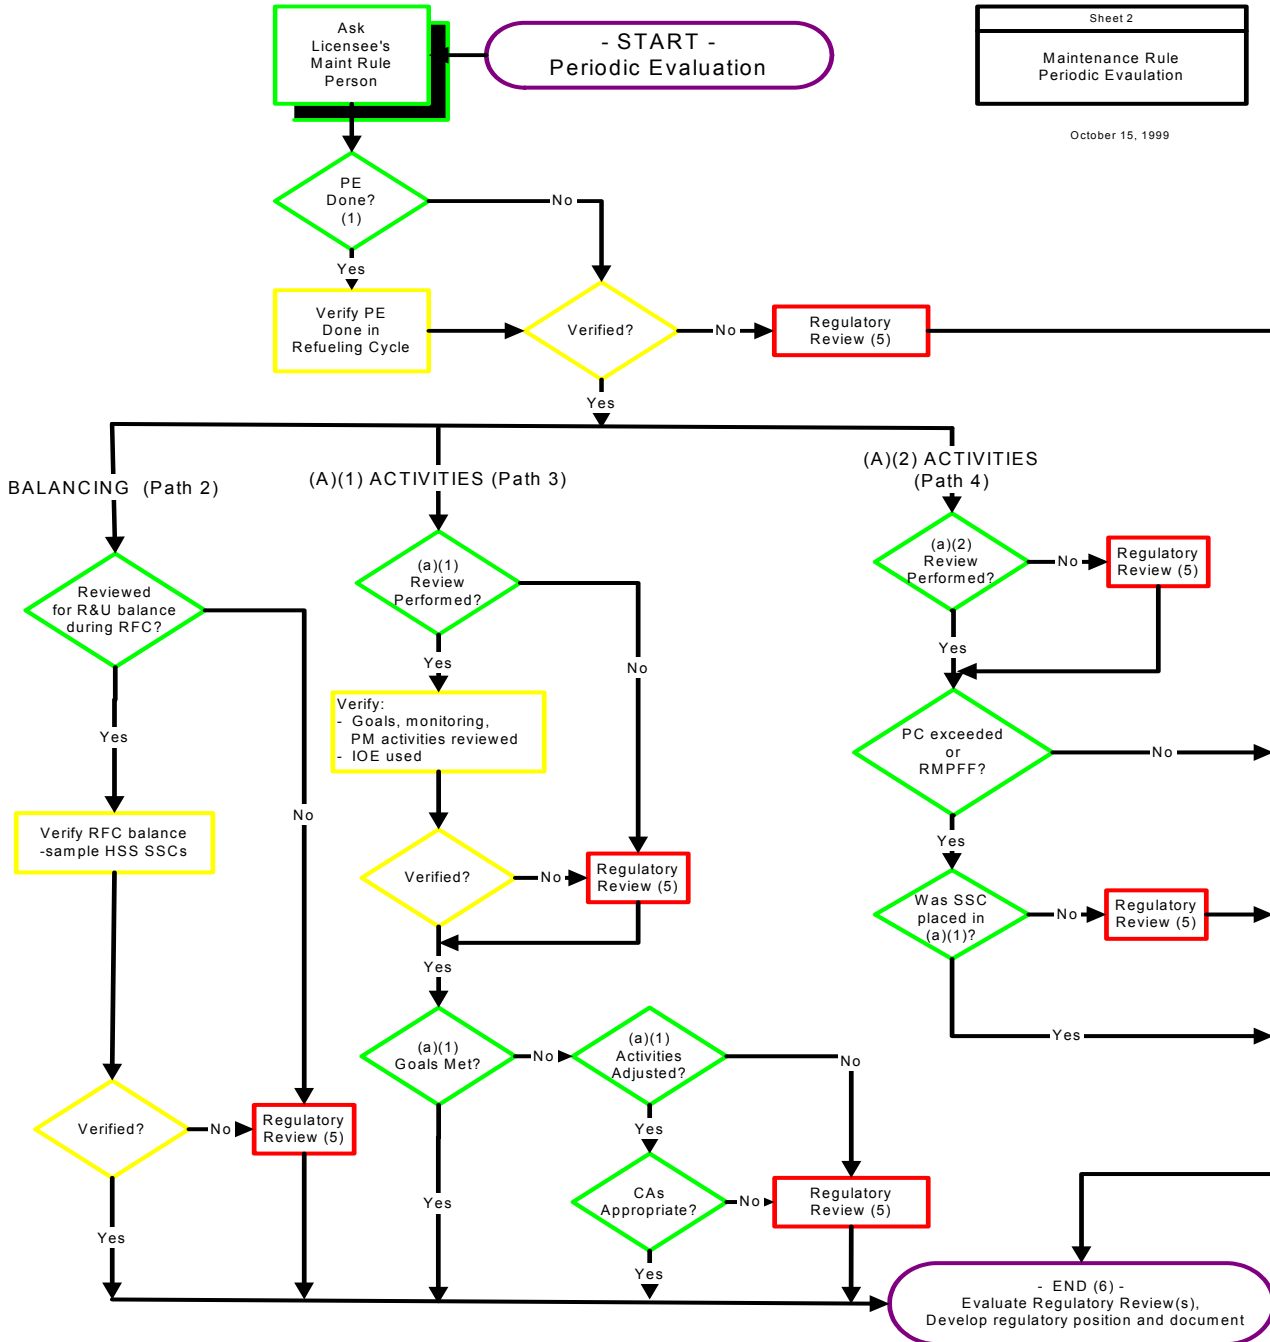 Ask
Licensee's
Maint Rule
Person
- START -
Periodic Evaluation
Sheet 2
Maintenance Rule
Periodic Evaulation
October 15, 1999
PE
Done?
(1)
No
Yes
Verify PE
Done in
Refueling Cycle
Verified?
No
Regulatory
Review (5)
Yes
BALANCING (Path 2)
(A)(1) ACTIVITIES (Path 3)
(A)(2) ACTIVITIES
(Path 4)
Reviewed
for R&U balance
during RFC?
Yes
No
Verify RFC balance
-sample HSS SSCs
Verified?
No
Regulatory
Review (5)
Yes
(a)(1)
Review
Performed?
Yes
No
Verify:
- Goals, monitoring,
PM activities reviewed
- IOE used
Verified?
No
Regulatory
Review (5)
Yes
(a)(1)
Goals Met?
No
(a)(1)
Activities
Adjusted?
No
Yes
Yes
CAs
Appropriate?
No
Regulatory
Review (5)
Yes
(a)(2)
Review
Performed?
No
Regulatory
Review (5)
Yes
PC exceeded
or
RMPFF?
No
Yes
Was SSC
placed in
(a)(1)?
No
Regulatory
Review (5)
Yes
- END (6) -
Evaluate Regulatory Review(s),
Develop regulatory position and document